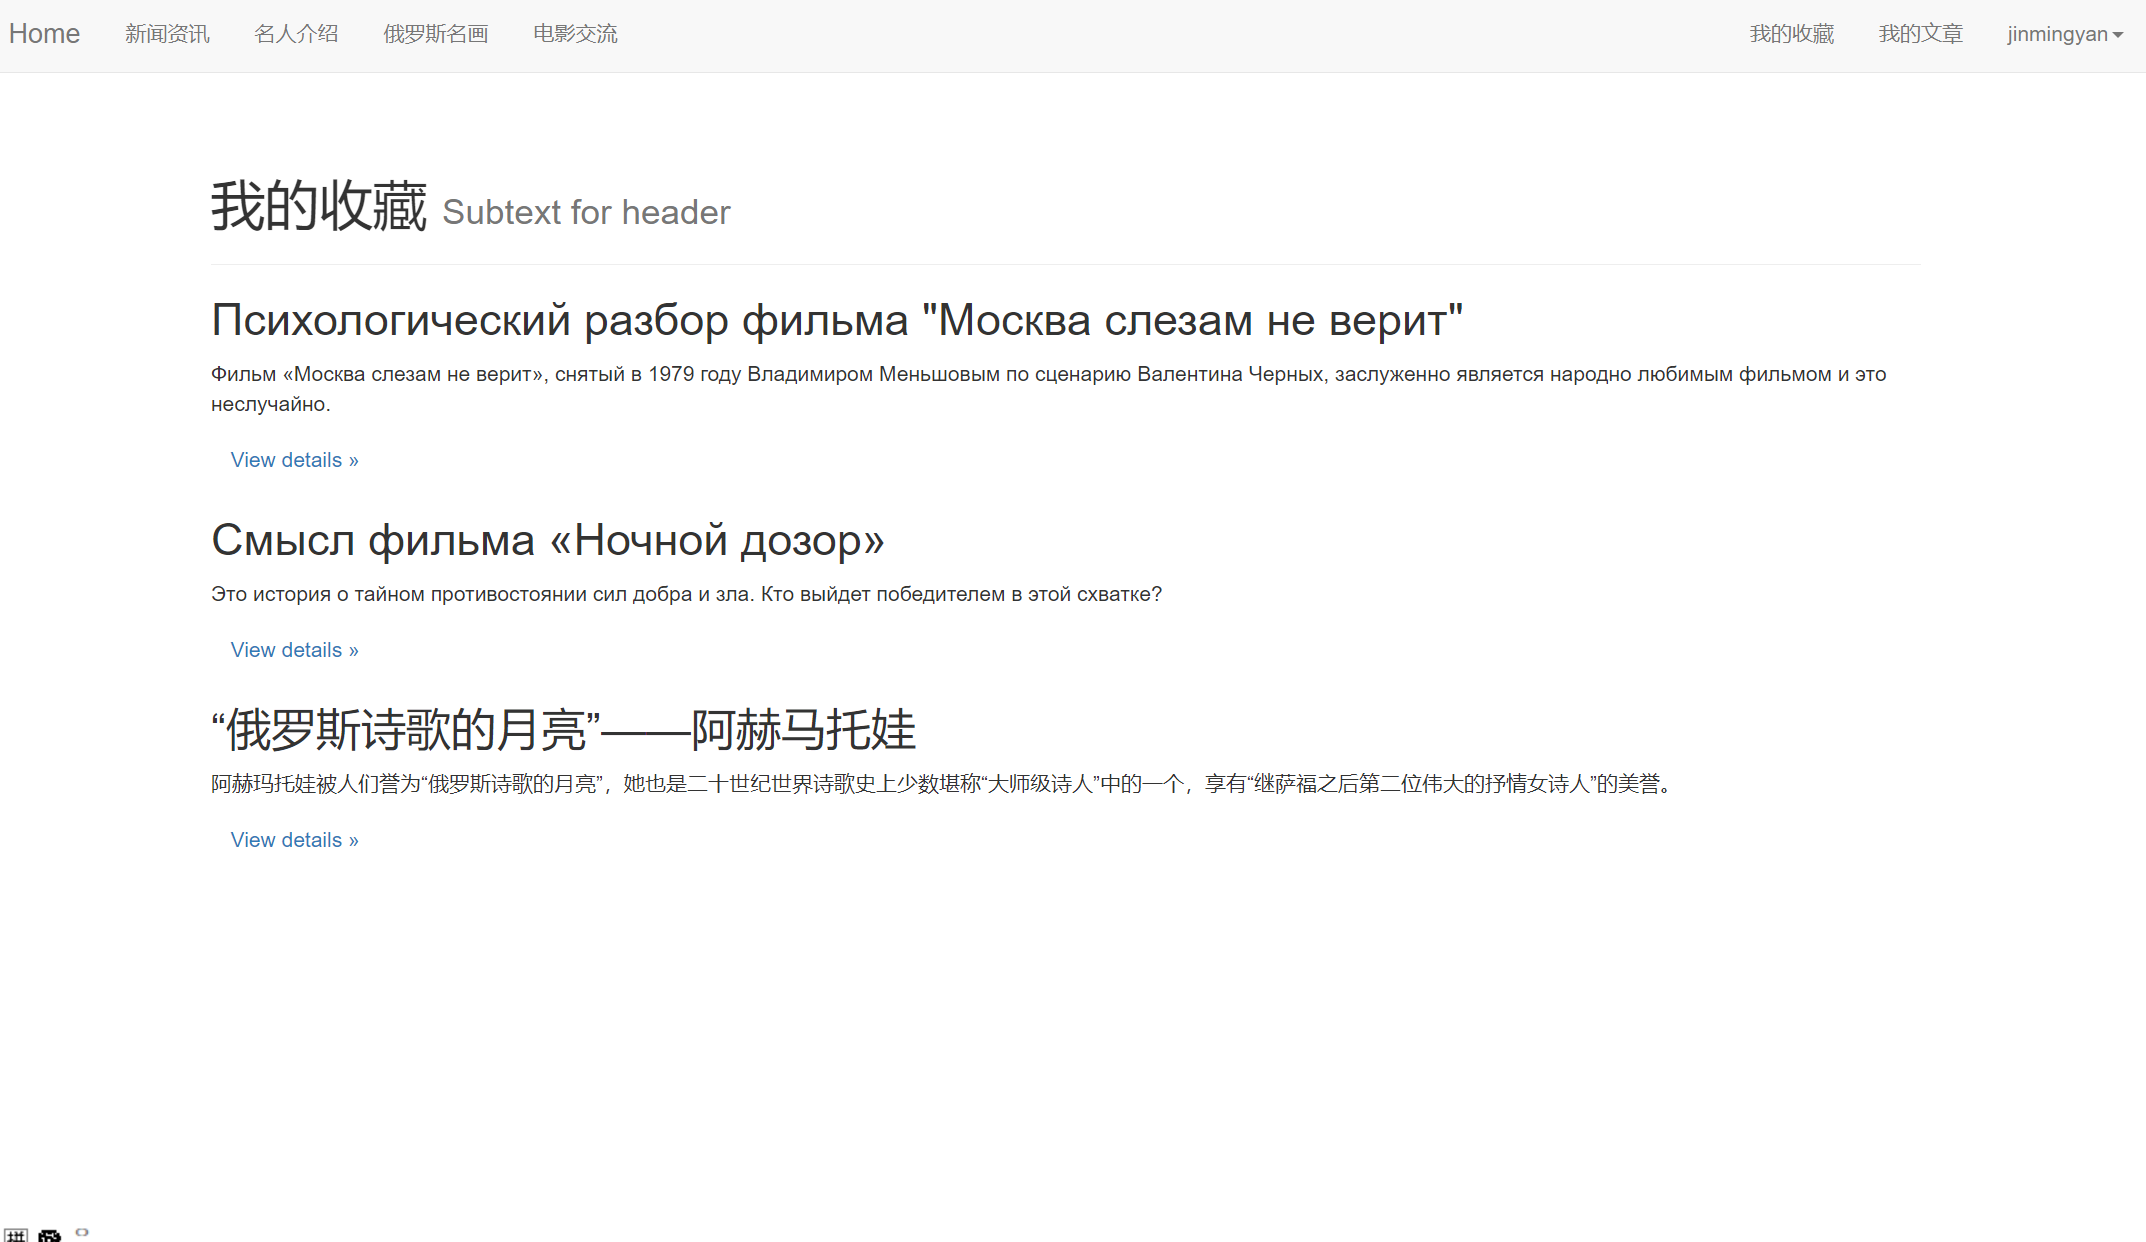 Home 新闻资讯 名人介绍 俄罗斯名画 电影交流 我的收藏 我的文章 jinmingyan
我的收藏 Subtext for header
Психологический разбор фильма "Москва слезам не верит"
Фильм «Москва слезам не верит», снятый в 1979 году Владимиром Меньшовым по сценарию Валентина Черных, заслуженно является народно любимым фильмом и это
неслучайно.
View details »
Смысл фильма «Ночной дозор»
Это история о тайном противостоянии сил добра и зла. Кто выйдет победителем в этой схватке?
View details »
“俄罗斯诗歌的月亮”——阿赫马托娃
阿赫玛托娃被人们誉为“俄罗斯诗歌的月亮”，她也是二十世纪世界诗歌史上少数堪称“大师级诗人”中的一个，享有“继萨福之后第二位伟大的抒情女诗人”的美誉。
View details »